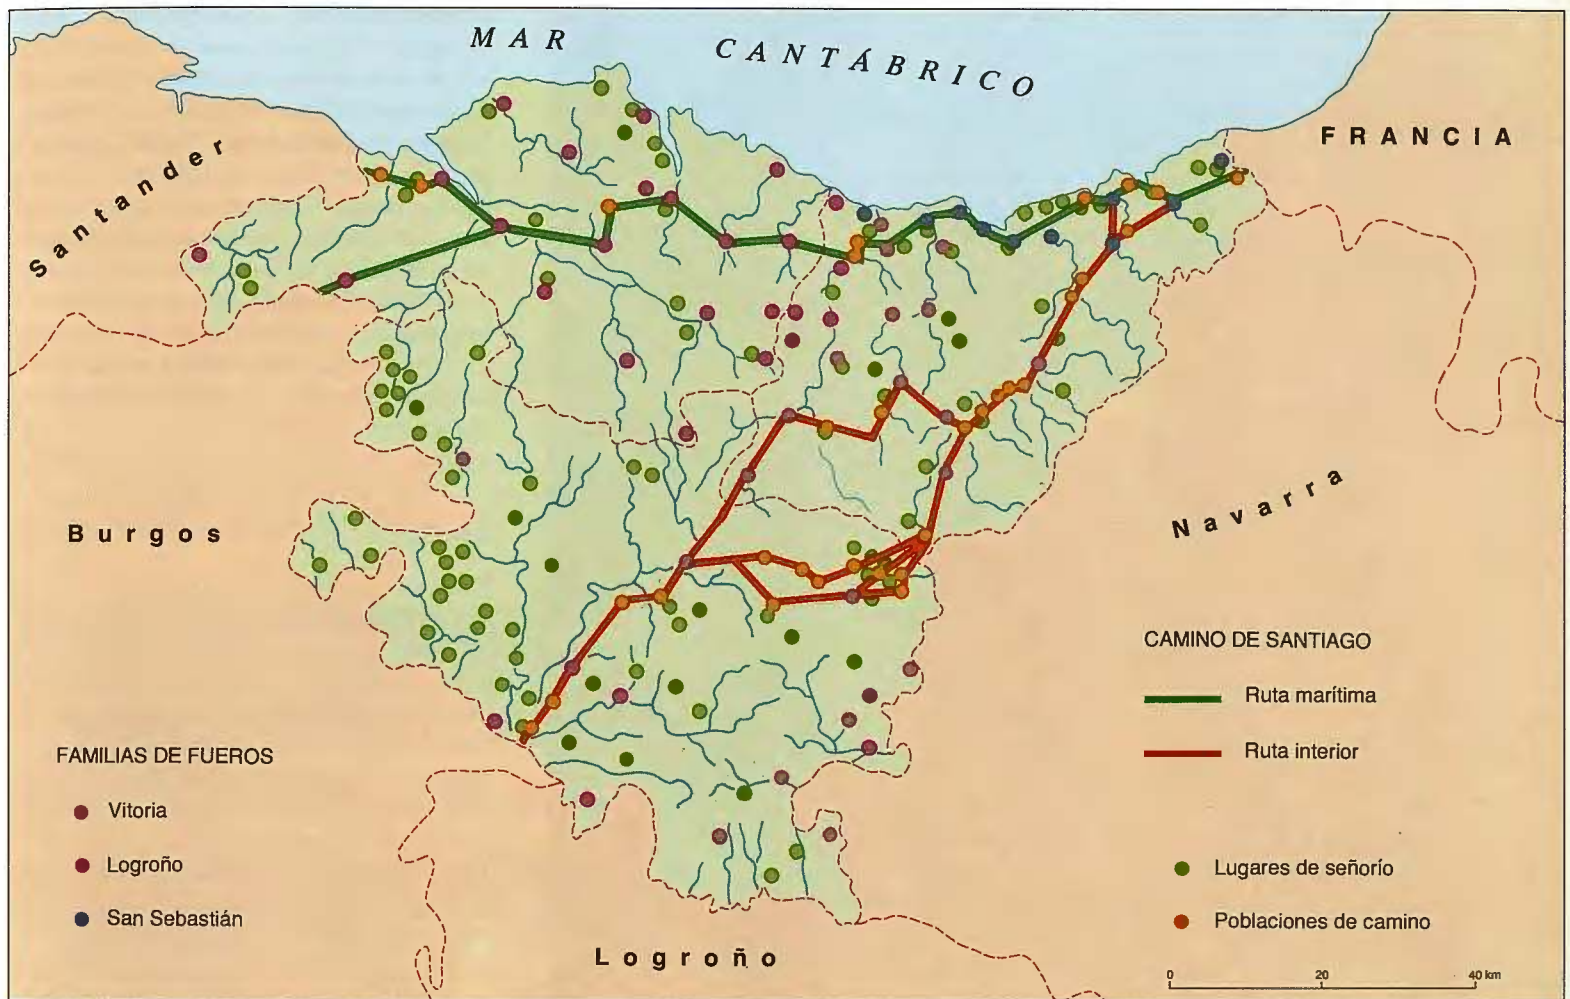 MAR CANTÁBRICO
FRANCIA
Santander
Burgos
Navarra
Logroño
CAMINO DE SANTIAGO
Ruta marítima
Ruta interior
FAMILIAS DE FUEROS
Vitoria
Logroño
San Sebastián
Lugares de señorío
Poblaciones de camino
0 20 40 km